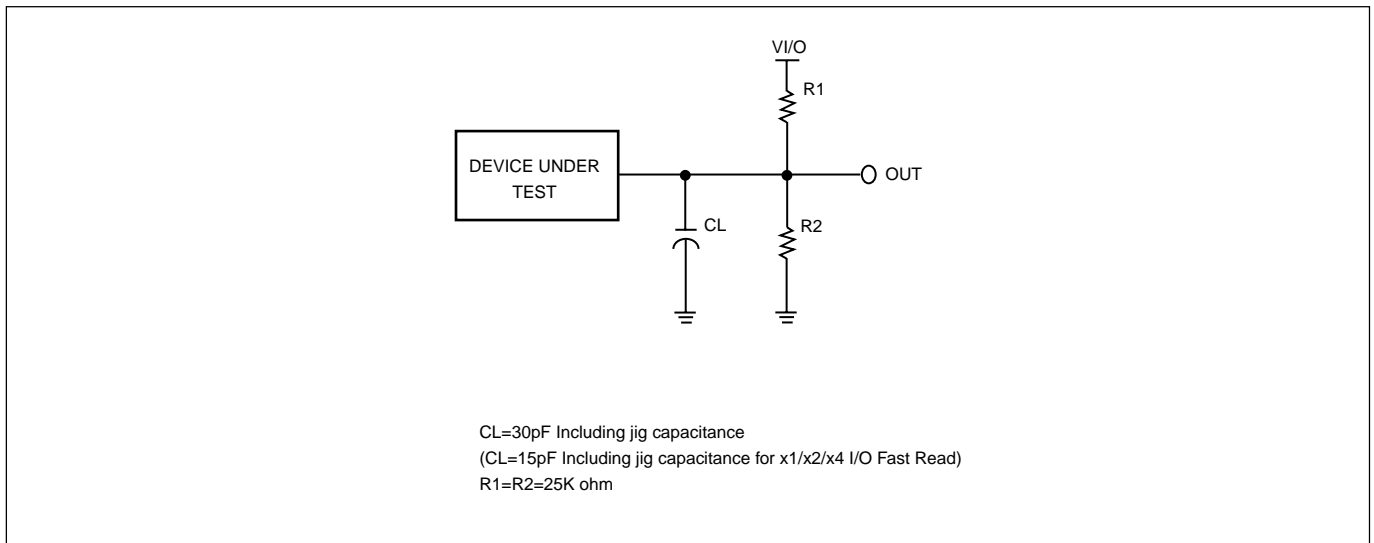 VI/O
R1
DEVICE UNDER
TEST
OUT
CL
R2
CL=30pF Including jig capacitance
(CL=15pF Including jig capacitance for x1/x2/x4 I/O Fast Read)
R1=R2=25K ohm